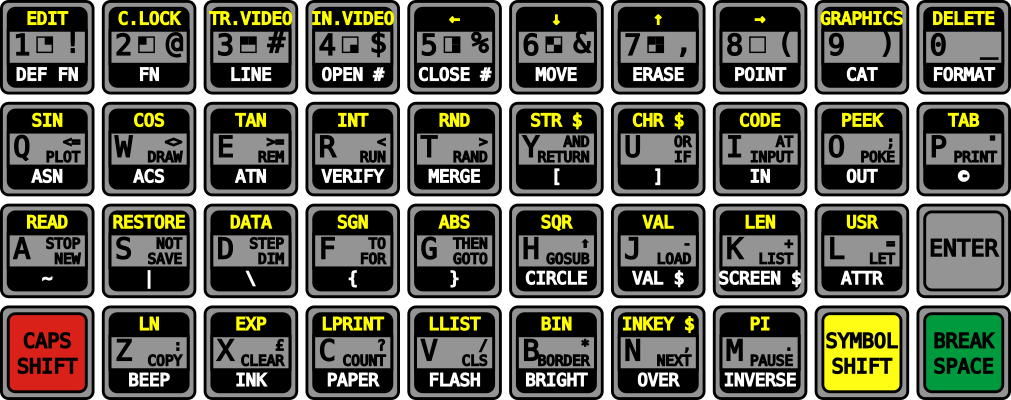 EDIT C.LOCK TR.VIDEO IN.VIDEO ← ↓ ↑ → GRAPHICS DELETE
1 ! 2 @ 3 # 4 $ 5 % 6 & 7 , 8 ( 9 ) 0 _
DEF FN FN LINE OPEN # CLOSE # MOVE ERASE POINT CAT FORMAT
SIN COS TAN INT RND STR $ CHR $ CODE PEEK TAB
Q <= W <> E >= R < T > Y AND U OR I AT O ; P "
PLOT DRAW REM RUN RAND RETURN IF INPUT POKE PRINT
ASN ACS ATN VERIFY MERGE [ ] IN OUT ©
READ RESTORE DATA SGN ABS SQR VAL LEN USR
A STOP S NOT D STEP F TO G THEN H ↑ J - K + L = ENTER
NEW SAVE DIM FOR GOTO GOSUB LOAD LIST LET
~ | \ { } CIRCLE VAL $ SCREEN $ ATTR
LN EXP LPRINT LLIST BIN INKEY $ PI
CAPS Z : X £ C ? V / B * N , M . SYMBOL BREAK
SHIFT COPY CLEAR COUNT CLS BORDER NEXT PAUSE SHIFT SPACE
BEEP INK PAPER FLASH BRIGHT OVER INVERSE